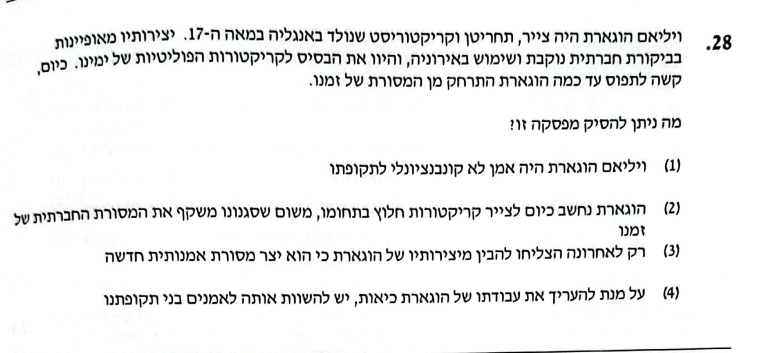 28. ויליאם הוגארת היה צייר, תחריטן וקריקטוריסט שנולד באנגליה במאה ה-17. יצירותיו מאופיינות
בביקורת חברתית נוקבת ושימוש באירוניה, והיוו את הבסיס לקריקטורות הפוליטיות של ימינו. כיום,
קשה לתפוס עד כמה הוגארת התרחק מן המסורת של זמנו.
מה ניתן להסיק מפסקה זו?
(1) ויליאם הוגארת היה אמן לא קונבנציונלי לתקופתו
(2) הוגארת נחשב כיום לצייר קריקטורות חלוץ בתחומו, משום שסגנונו משקף את המסורת החברתית של
זמנו
(3) רק לאחרונה הצליחו להבין מיצירותיו של הוגארת כי הוא יצר מסורת אמנותית חדשה
(4) על מנת להעריך את עבודתו של הוגארת כיאות, יש להשוות אותה לאמנים בני תקופתנו